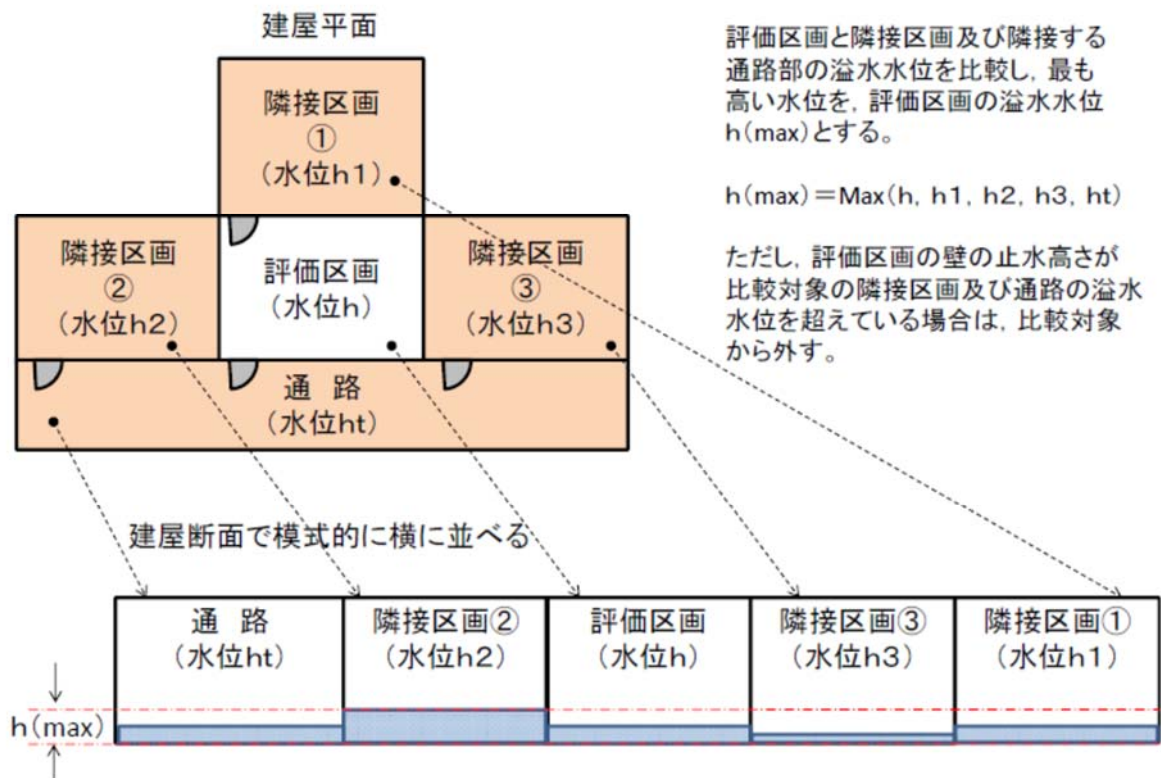 建屋平面
隣接区画
①
(水位h1)
隣接区画
②
(水位h2)
評価区画
(水位h)
隣接区画
③
(水位h3)
通 路
(水位ht)
評価区画と隣接区画及び隣接する
通路部の溢水水位を比較し,最も
高い水位を,評価区画の溢水水位
h(max)とする。
h(max)=Max(h, h1, h2, h3, ht)
ただし,評価区画の壁の止水高さが
比較対象の隣接区画及び通路の溢水
水位を超えている場合は,比較対象
から外す。
建屋断面で模式的に横に並べる
通 路
(水位ht)
隣接区画②
(水位h2)
評価区画
(水位h)
隣接区画③
(水位h3)
隣接区画①
(水位h1)
h(max)